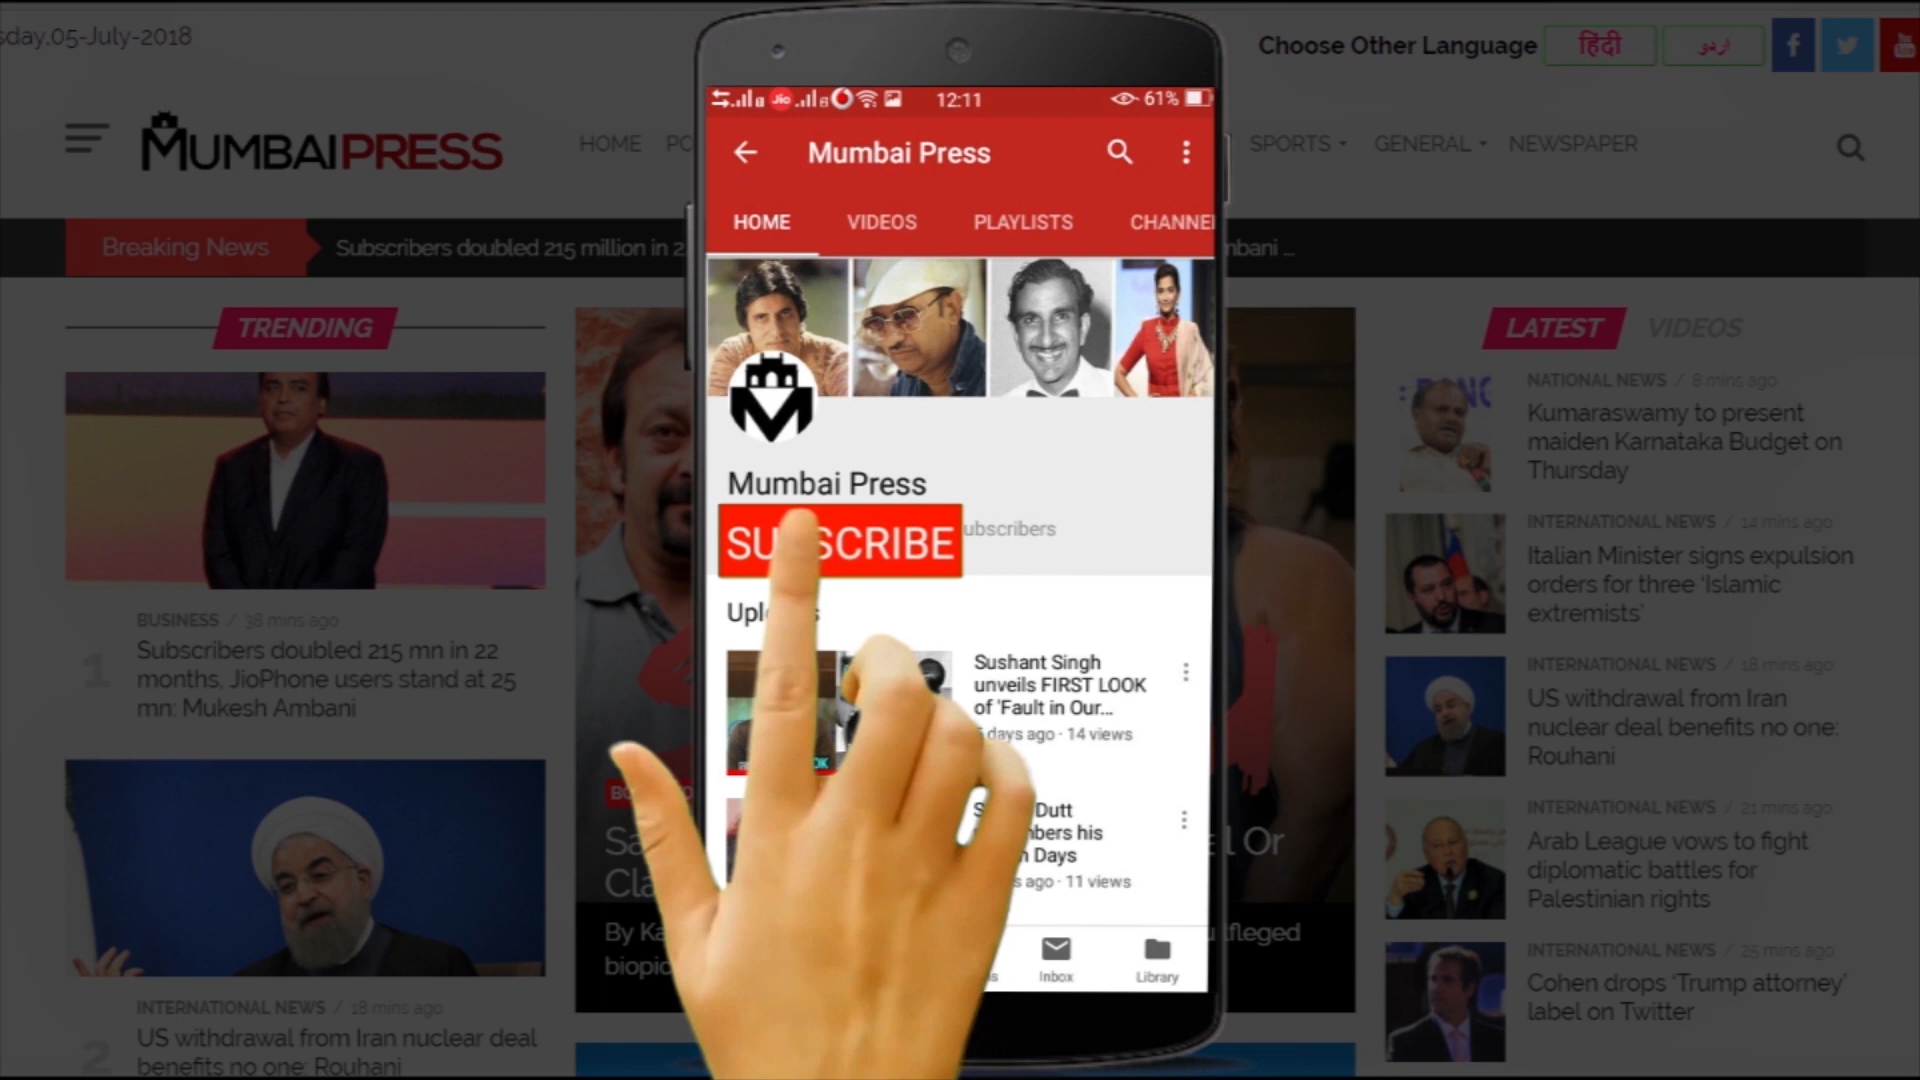 sday,05-July-2018
Choose Other Language
हिंदी
اردو
MUMBAIPRESS
HOME
SPORTS
GENERAL
NEWSPAPER
Breaking News
Subscribers doubled 215 million in
TRENDING
BUSINESS / 38 mins ago
1
Subscribers doubled 215 mn in 22
months, JioPhone users stand at 25
mn: Mukesh Ambani
INTERNATIONAL NEWS / 18 mins ago
2
US withdrawal from Iran nuclear deal
benefits no one: Rouhani
Jio
12:11
61%
Mumbai Press
HOME
VIDEOS
PLAYLISTS
CHANNE
Mumbai Press
SUBSCRIBE
ubscribers
Sushant Singh
unveils FIRST LOOK
of 'Fault in Our...
days ago · 14 views
Dutt
his
Days
ago · 11 views
Inbox
Library
Or
By
LATEST
VIDEOS
NATIONAL NEWS / 8 mins ago
Kumaraswamy to present
maiden Karnataka Budget on
Thursday
INTERNATIONAL NEWS / 14 mins ago
Italian Minister signs expulsion
orders for three 'Islamic
extremists'
INTERNATIONAL NEWS / 18 mins ago
US withdrawal from Iran
nuclear deal benefits no one:
Rouhani
INTERNATIONAL NEWS / 21 mins ago
Arab League vows to fight
diplomatic battles for
Palestinian rights
INTERNATIONAL NEWS / 25 mins ago
Cohen drops 'Trump attorney'
label on Twitter